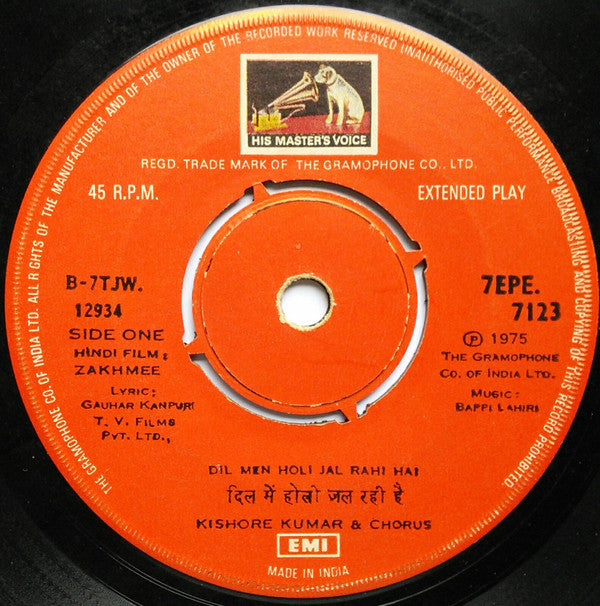 THE GRAMOPHONE CO. OF INDIA LTD. ALL RIGHTS OF THE MANUFACTURER AND OF THE OWNER OF THE RECORDED WORK RESERVED UNAUTHORISED PUBLIC PERFORMANCE BROADCASTING AND COPYING OF THIS RECORD PROHIBITED.
HIS MASTER'S VOICE
REGD. TRADE MARK OF THE GRAMOPHONE CO., LTD.
45 R.P.M.
EXTENDED PLAY
B-7TJW.
12934
SIDE ONE
HINDI FILM:
ZAKHMEE
LYRIC:
GAUHAR KANPURI
T. V. FILMS
PVT. LTD.,
7EPE.
7123
Ⓟ 1975
THE GRAMOPHONE
CO. OF INDIA LTD.
MUSIC:
BAPPI LAHIRI
DIL MEN HOLI JAL RAHI HAI
दिल में होली जल रही है
KISHORE KUMAR & CHORUS
EMI
MADE IN INDIA